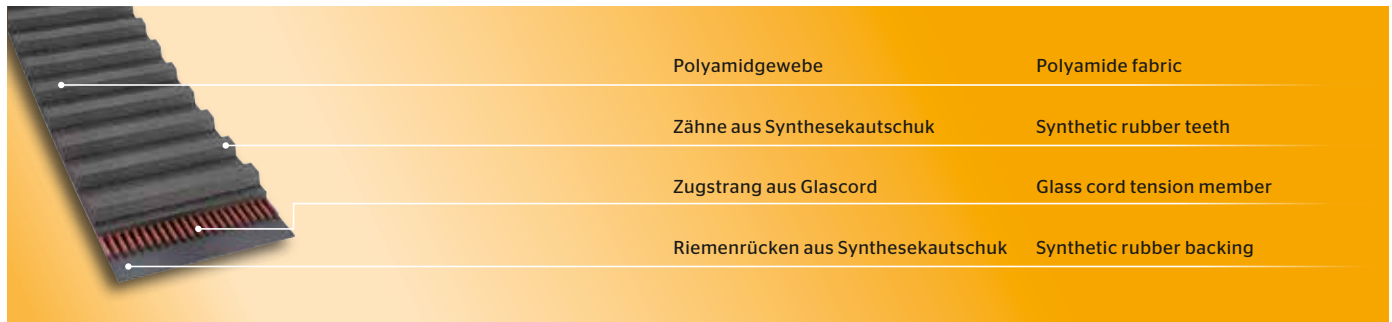 Polyamidgewebe Polyamide fabric
Zähne aus Synthesekautschuk Synthetic rubber teeth
Zugstrang aus Glascord Glass cord tension member
Riemenrücken aus Synthesekautschuk Synthetic rubber backing